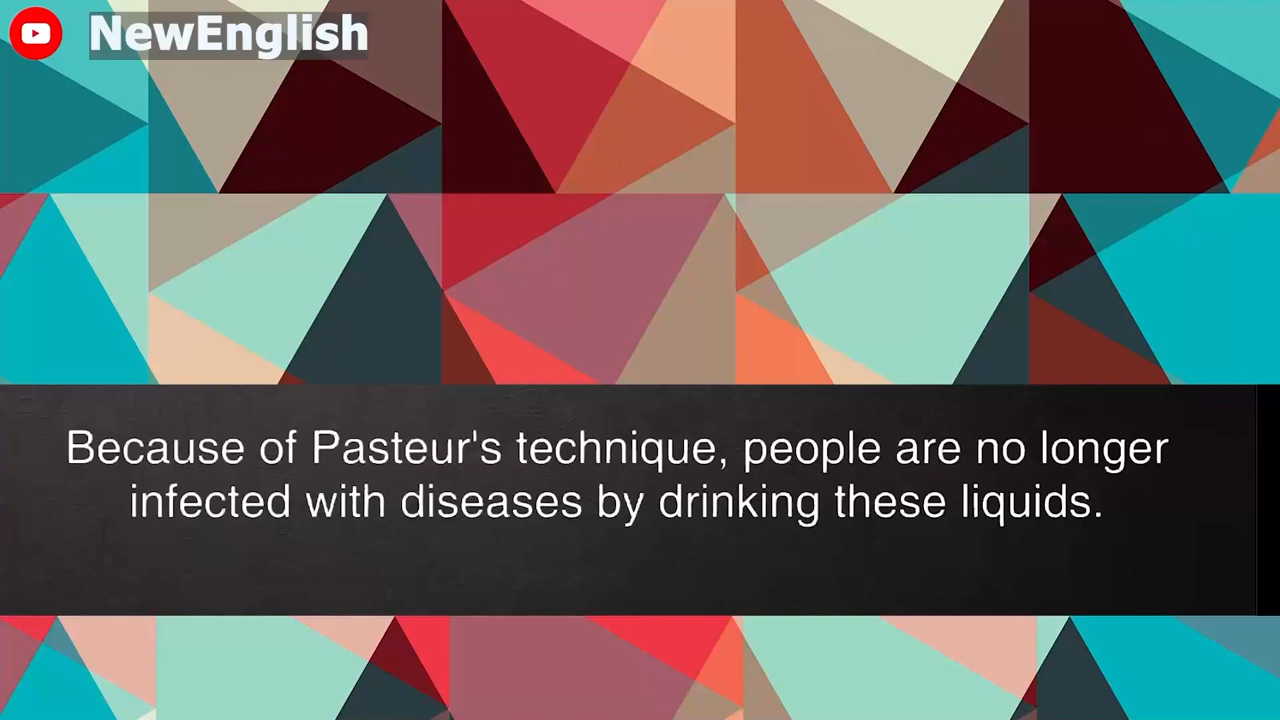 NewEnglish
Because of Pasteur's technique, people are no longer
infected with diseases by drinking these liquids.